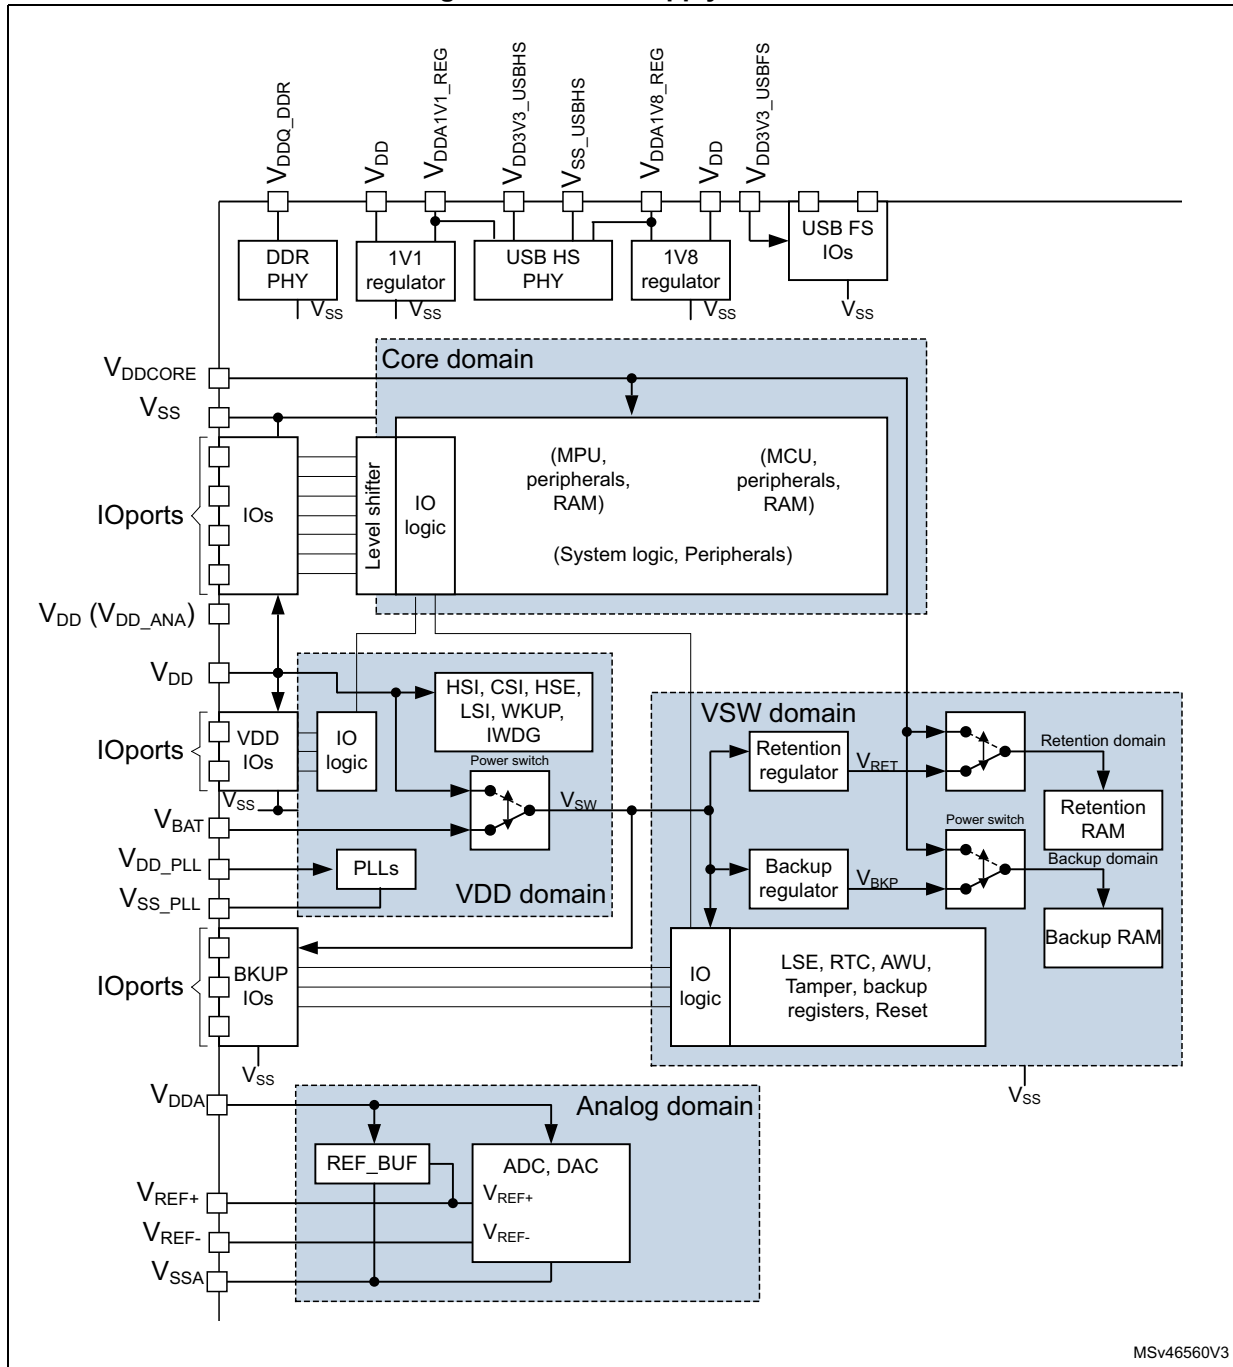 VDDQ_DDR
VDD
VDDA1V1_REG
VDD3V3_USBHS
VSS_USBHS
VDDA1V8_REG
VDD
VDD3V3_USBFS
DDR
PHY
1V1
regulator
USB HS
PHY
1V8
regulator
USB FS
IOs
VSS
VSS
VSS
VSS
VDDCORE
Core domain
VSS
IOports
IOs
Level shifter
IO
logic
(MPU,
peripherals,
RAM)
(MCU,
peripherals,
RAM)
(System logic, Peripherals)
VDD (VDD_ANA)
VDD
HSI, CSI, HSE,
LSI, WKUP,
IWDG
IOports
VDD
IOs
IO
logic
Power switch
VSS
VSW
VBAT
VDD_PLL
PLLs
VSS_PLL
VDD domain
VSW domain
Retention
regulator
VRET
Retention domain
Retention
RAM
Power switch
Backup
regulator
VBKP
Backup domain
Backup RAM
IOports
BKUP
IOs
IO
logic
LSE, RTC, AWU,
Tamper, backup
registers, Reset
VSS
VSS
VDDA
Analog domain
REF_BUF
ADC, DAC
VREF+
VREF+
VREF-
VREF-
VSSA
MSv46560V3